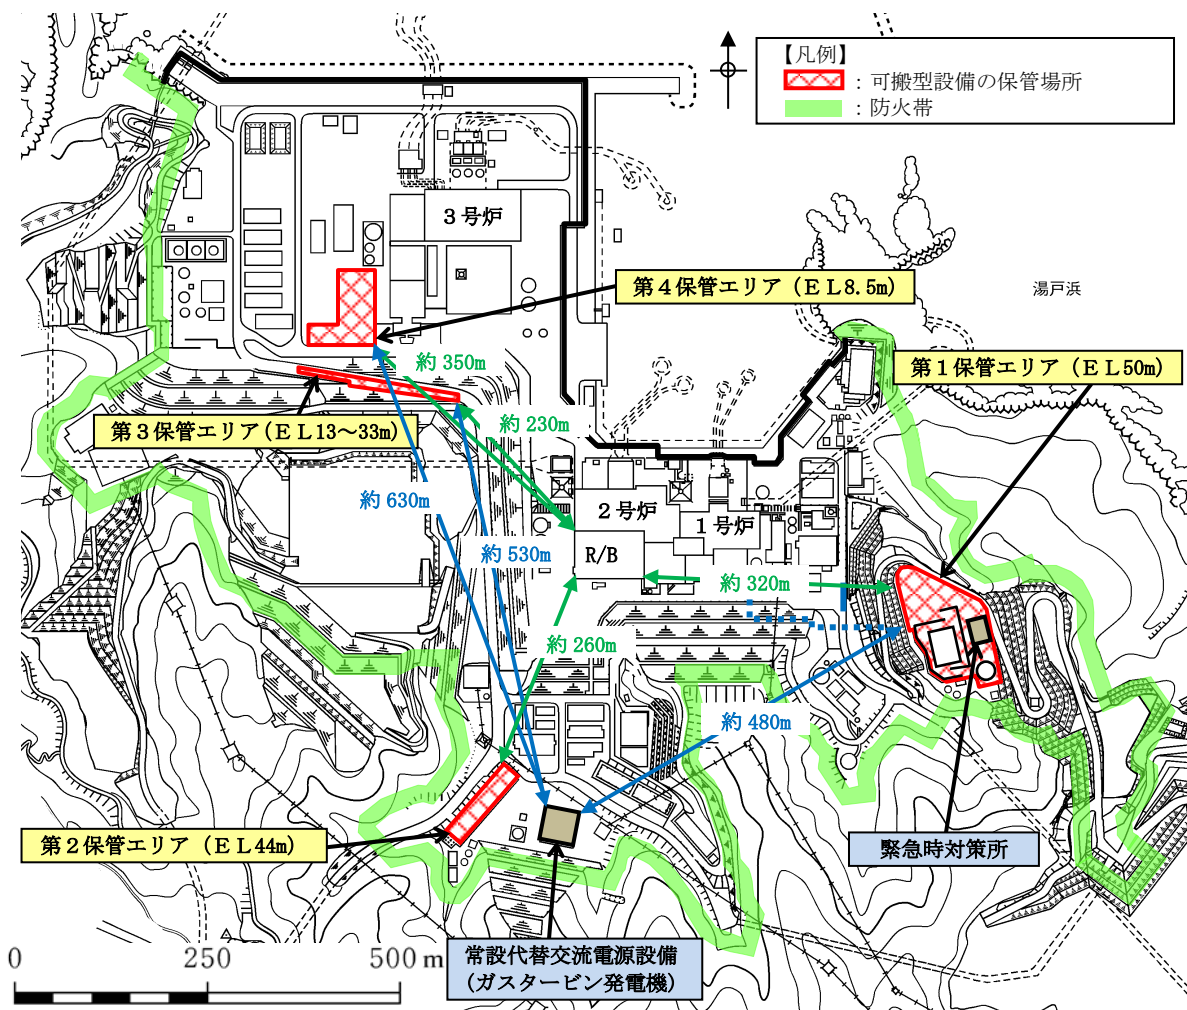 【凡例】
：可搬型設備の保管場所
：防火帯
３号炉
第４保管エリア（ＥＬ8.5m）
湯戸浜
約 350m
第１保管エリア（ＥＬ50m）
約 230m
第３保管エリア（ＥＬ13～33m）
約 630m
２号炉
１号炉
約 530m
R/B
約 320m
約 260m
約 480m
第２保管エリア（ＥＬ44m）
緊急時対策所
常設代替交流電源設備
（ガスタービン発電機）
0 250 500 m